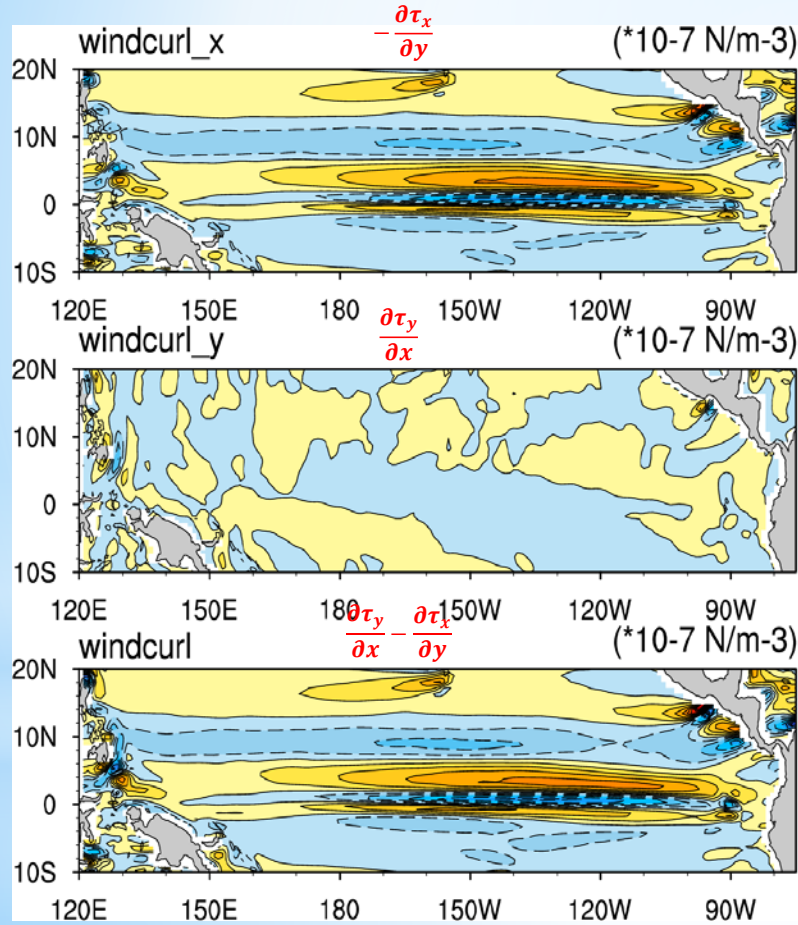 windcurl_x −∂τx/∂y (*10-7 N/m-3)
20N
10N
0
10S
120E 150E 180 150W 120W 90W
windcurl_y ∂τy/∂x (*10-7 N/m-3)
20N
10N
0
10S
120E 150E 180 150W 120W 90W
windcurl ∂τy/∂x − ∂τx/∂y (*10-7 N/m-3)
20N
10N
0
10S
120E 150E 180 150W 120W 90W